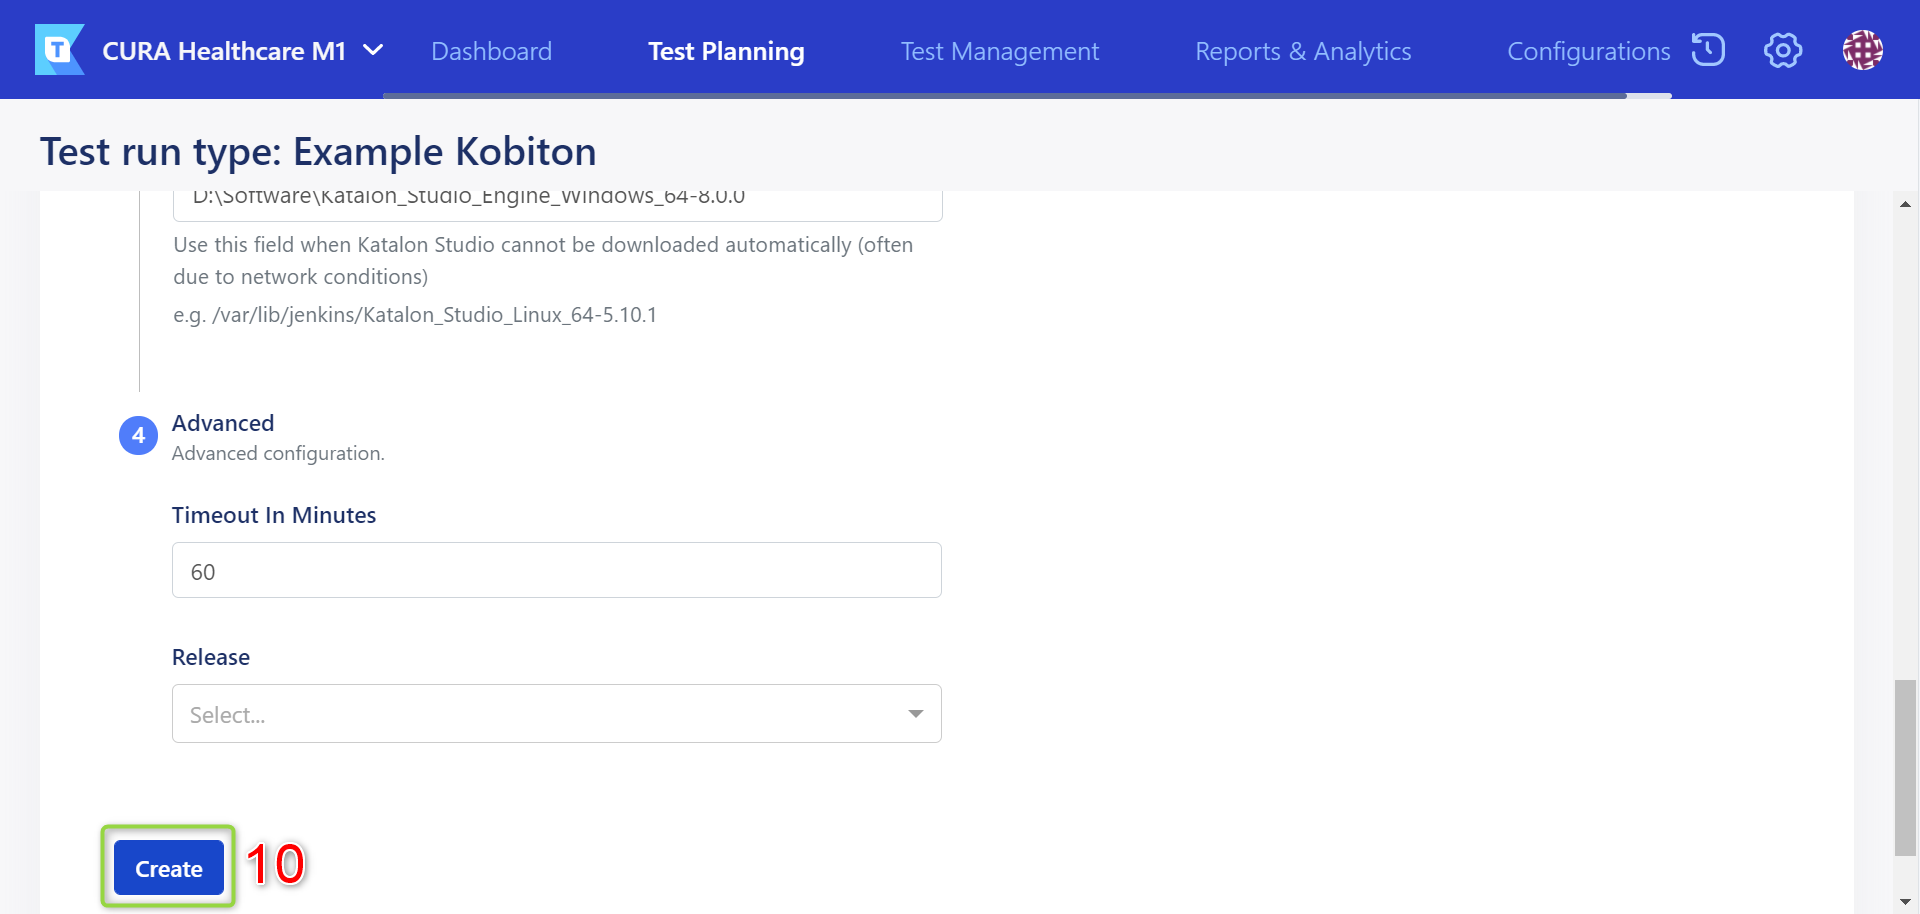 T CURA Healthcare M1 Dashboard Test Planning Test Management Reports & Analytics Configurations
Test run type: Example Kobiton
D:\Software\Katalon_Studio_Engine_Windows_64-8.0.0
Use this field when Katalon Studio cannot be downloaded automatically (often
due to network conditions)
e.g. /var/lib/jenkins/Katalon_Studio_Linux_64-5.10.1
4 Advanced
Advanced configuration.
Timeout In Minutes
60
Release
Select...
Create 10